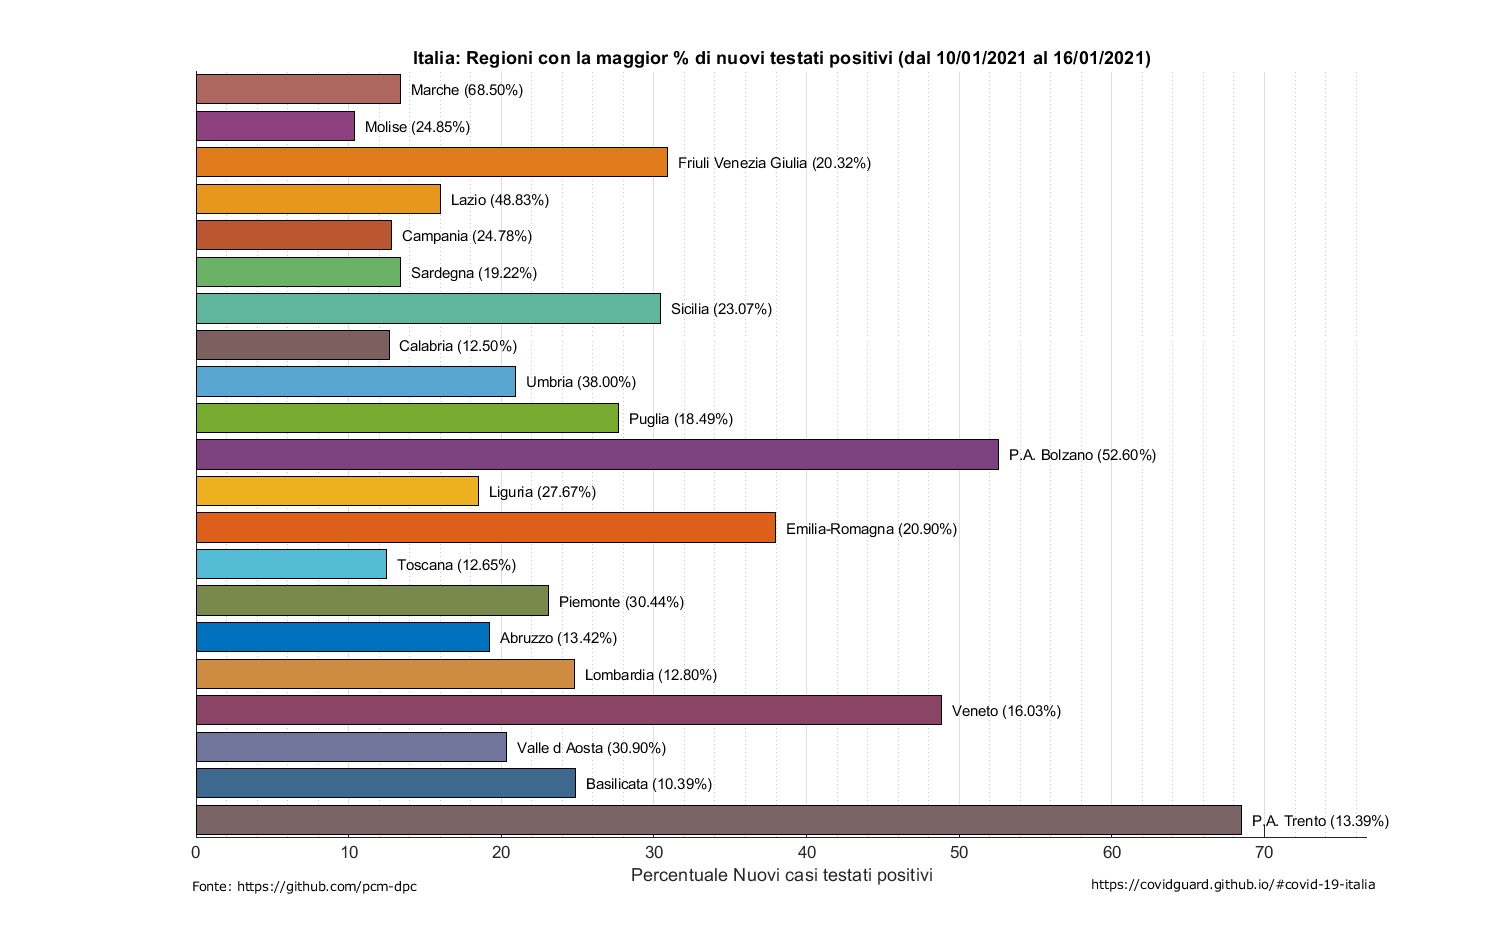 Italia: Regioni con la maggior % di nuovi testati positivi (dal 10/01/2021 al 16/01/2021)
Marche (68.50%)
Molise (24.85%)
Friuli Venezia Giulia (20.32%)
Lazio (48.83%)
Campania (24.78%)
Sardegna (19.22%)
Sicilia (23.07%)
Calabria (12.50%)
Umbria (38.00%)
Puglia (18.49%)
P.A. Bolzano (52.60%)
Liguria (27.67%)
Emilia-Romagna (20.90%)
Toscana (12.65%)
Piemonte (30.44%)
Abruzzo (13.42%)
Lombardia (12.80%)
Veneto (16.03%)
Valle d Aosta (30.90%)
Basilicata (10.39%)
P.A. Trento (13.39%)
0 10 20 30 40 50 60 70
Percentuale Nuovi casi testati positivi
Fonte: https://github.com/pcm-dpc
https://covidguard.github.io/#covid-19-italia